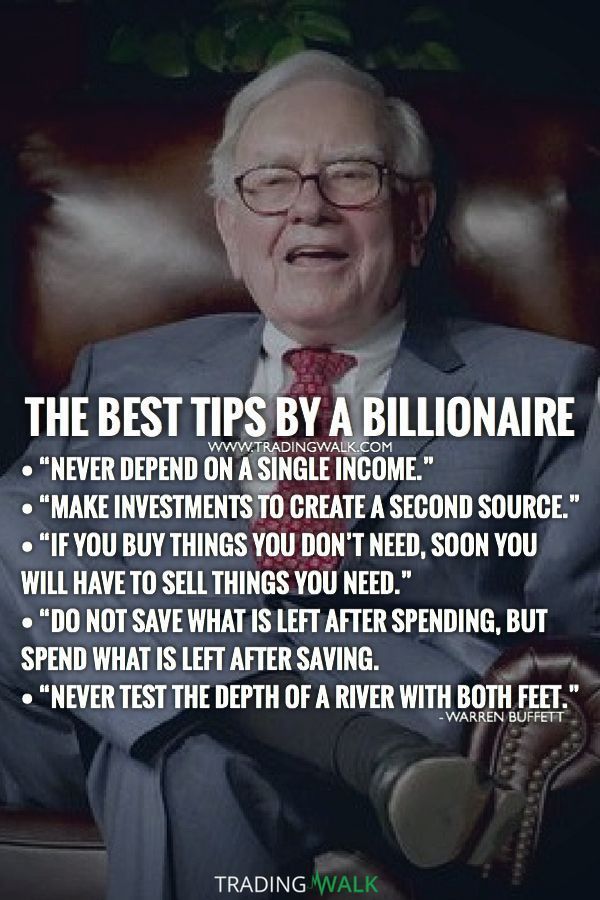 THE BEST TIPS BY A BILLIONAIRE
WWW.TRADINGWALK.COM
• “NEVER DEPEND ON A SINGLE INCOME.”
• “MAKE INVESTMENTS TO CREATE A SECOND SOURCE.”
• “IF YOU BUY THINGS YOU DON’T NEED, SOON YOU
WILL HAVE TO SELL THINGS YOU NEED.”
• “DO NOT SAVE WHAT IS LEFT AFTER SPENDING, BUT
SPEND WHAT IS LEFT AFTER SAVING.
• “NEVER TEST THE DEPTH OF A RIVER WITH BOTH FEET.”
- WARREN BUFFETT
TRADING WALK